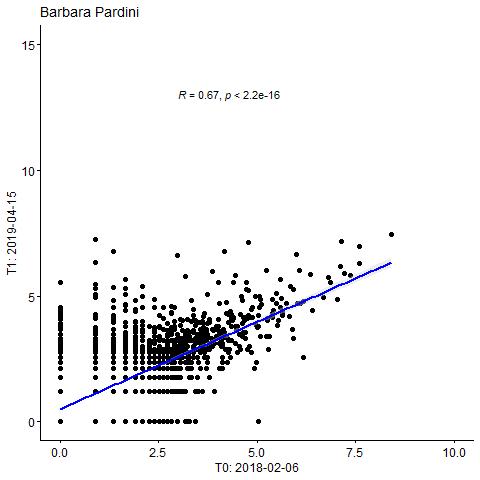 Barbara Pardini
15
R = 0.67, p < 2.2e-16
10
T1: 2019-04-15
5
0
0.0 2.5 5.0 7.5 10.0
T0: 2018-02-06